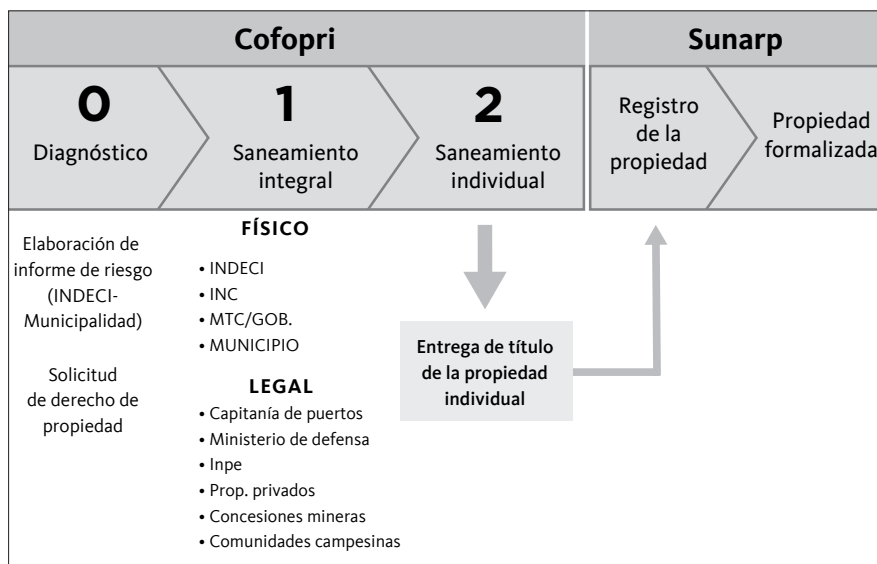 Cofopri
Sunarp
0
Diagnóstico
1
Saneamiento
integral
2
Saneamiento
individual
Registro
de la
propiedad
Propiedad
formalizada
Elaboración de
informe de riesgo
(INDECI-
Municipalidad)
Solicitud
de derecho de
propiedad
FÍSICO
• INDECI
• INC
• MTC/GOB.
• MUNICIPIO
LEGAL
• Capitanía de puertos
• Ministerio de defensa
• Inpe
• Prop. privados
• Concesiones mineras
• Comunidades campesinas
Entrega de título
de la propiedad
individual